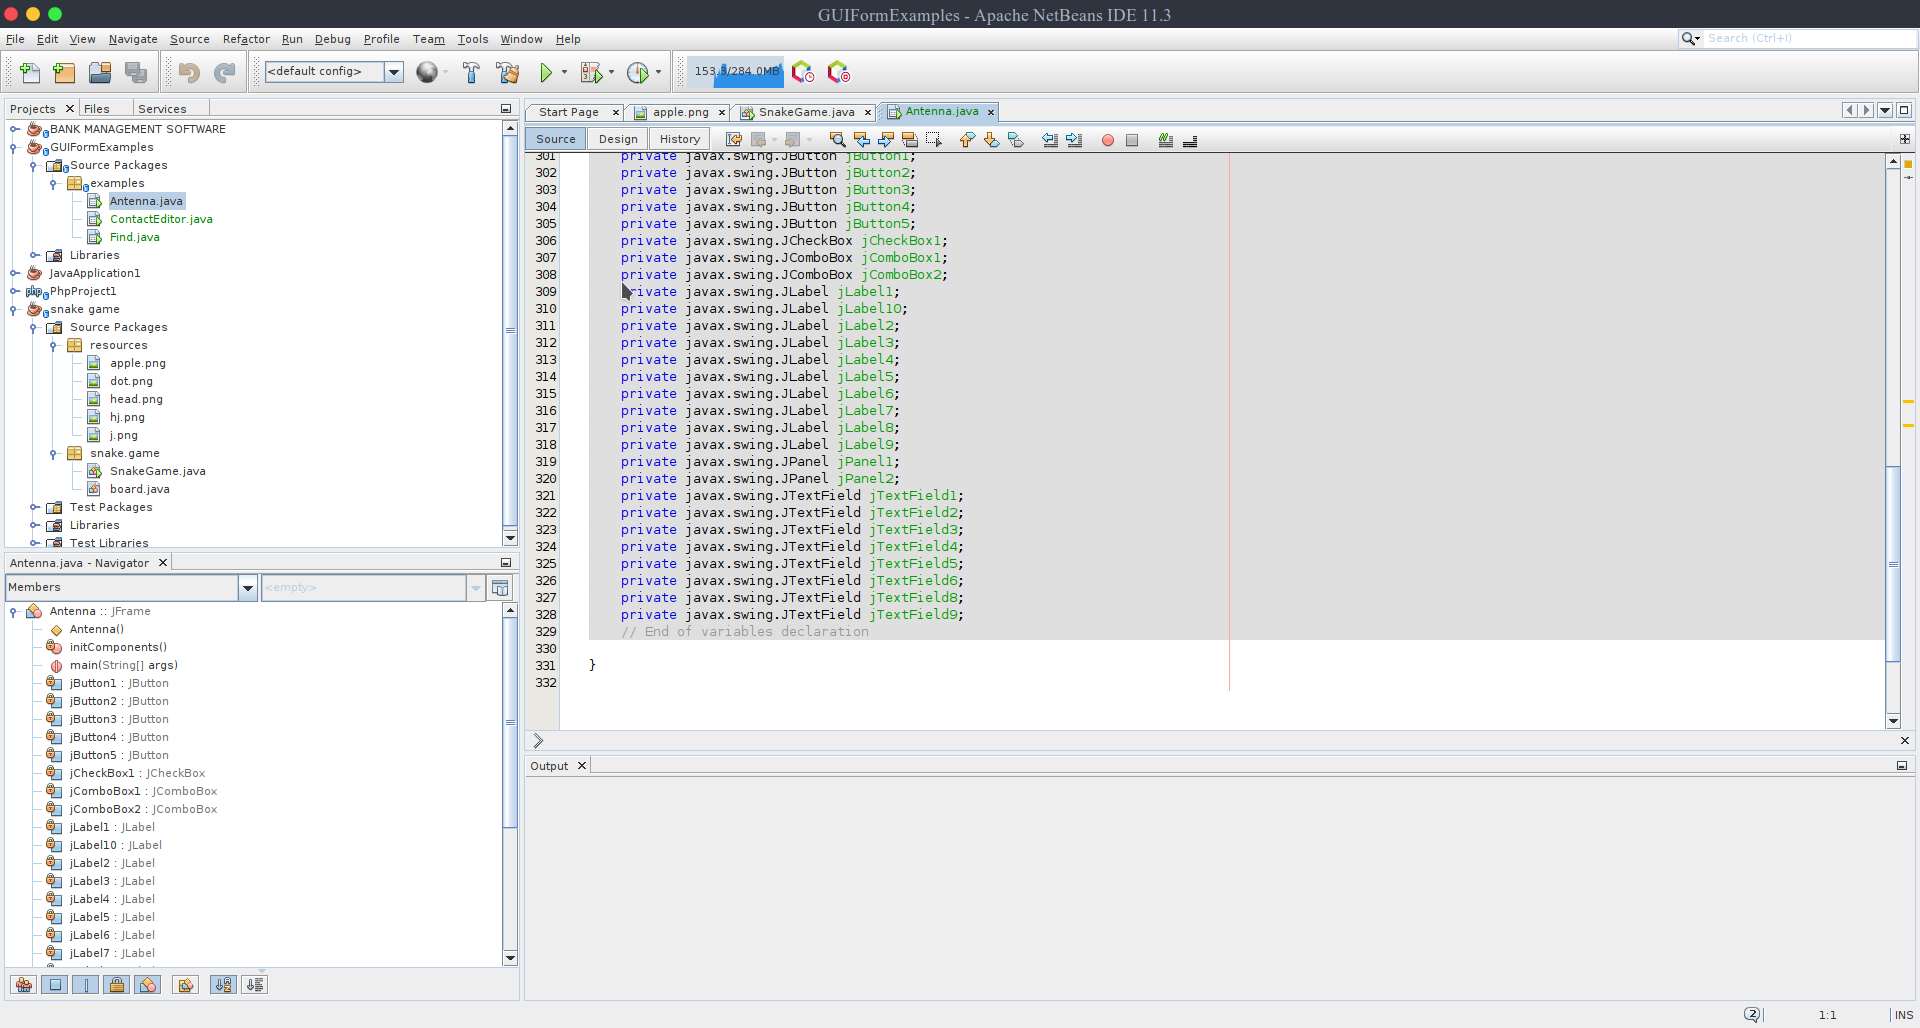 GUIFormExamples - Apache NetBeans IDE 11.3
File Edit View Navigate Source Refactor Run Debug Profile Team Tools Window Help
Search (Ctrl+I)
<default config>
153.3/284.0MB
Projects Files Services
BANK MANAGEMENT SOFTWARE
GUIFormExamples
Source Packages
examples
Antenna.java
ContactEditor.java
Find.java
Libraries
JavaApplication1
PhpProject1
snake game
Source Packages
resources
apple.png
dot.png
head.png
hj.png
j.png
snake.game
SnakeGame.java
board.java
Test Packages
Libraries
Test Libraries
Antenna.java - Navigator
Members
<empty>
Antenna :: JFrame
Antenna()
initComponents()
main(String[] args)
jButton1 : JButton
jButton2 : JButton
jButton3 : JButton
jButton4 : JButton
jButton5 : JButton
jCheckBox1 : JCheckBox
jComboBox1 : JComboBox
jComboBox2 : JComboBox
jLabel1 : JLabel
jLabel10 : JLabel
jLabel2 : JLabel
jLabel3 : JLabel
jLabel4 : JLabel
jLabel5 : JLabel
jLabel6 : JLabel
jLabel7 : JLabel
Start Page apple.png SnakeGame.java Antenna.java
Source Design History
301 private javax.swing.JButton jButton1;
302 private javax.swing.JButton jButton2;
303 private javax.swing.JButton jButton3;
304 private javax.swing.JButton jButton4;
305 private javax.swing.JButton jButton5;
306 private javax.swing.JCheckBox jCheckBox1;
307 private javax.swing.JComboBox jComboBox1;
308 private javax.swing.JComboBox jComboBox2;
309 private javax.swing.JLabel jLabel1;
310 private javax.swing.JLabel jLabel10;
311 private javax.swing.JLabel jLabel2;
312 private javax.swing.JLabel jLabel3;
313 private javax.swing.JLabel jLabel4;
314 private javax.swing.JLabel jLabel5;
315 private javax.swing.JLabel jLabel6;
316 private javax.swing.JLabel jLabel7;
317 private javax.swing.JLabel jLabel8;
318 private javax.swing.JLabel jLabel9;
319 private javax.swing.JPanel jPanel1;
320 private javax.swing.JPanel jPanel2;
321 private javax.swing.JTextField jTextField1;
322 private javax.swing.JTextField jTextField2;
323 private javax.swing.JTextField jTextField3;
324 private javax.swing.JTextField jTextField4;
325 private javax.swing.JTextField jTextField5;
326 private javax.swing.JTextField jTextField6;
327 private javax.swing.JTextField jTextField8;
328 private javax.swing.JTextField jTextField9;
329 // End of variables declaration
330
331 }
332
Output
2
1:1
INS